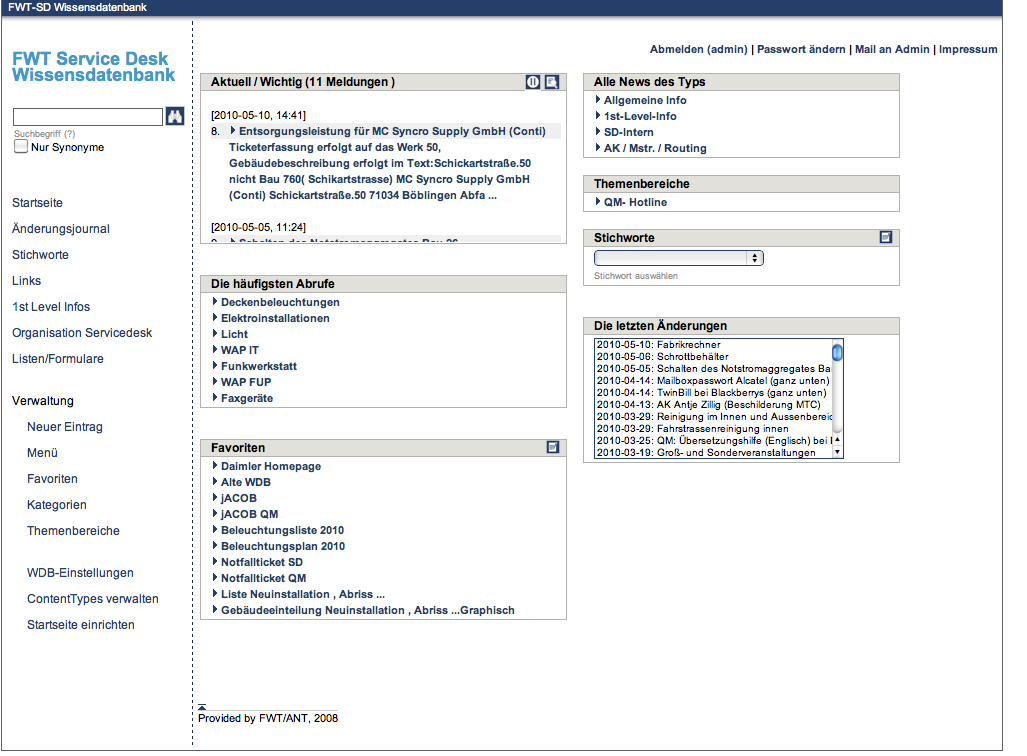 FWT-SD Wissensdatenbank
Abmelden (admin) | Passwort ändern | Mail an Admin | Impressum
FWT Service Desk
Wissensdatenbank
Suchbegriff (?)
Nur Synonyme
Startseite
Änderungsjournal
Stichworte
Links
1st Level Infos
Organisation Servicedesk
Listen/Formulare
Verwaltung
Neuer Eintrag
Menü
Favoriten
Kategorien
Themenbereiche
WDB-Einstellungen
ContentTypes verwalten
Startseite einrichten
Aktuell / Wichtig (11 Meldungen )
[2010-05-10, 14:41]
8. Entsorgungsleistung für MC Syncro Supply GmbH (Conti)
Ticketerfassung erfolgt auf das Werk 50,
Gebäudebeschreibung erfolgt im Text:Schickartstraße.50
nicht Bau 760( Schikartstrasse) MC Syncro Supply GmbH
(Conti) Schickartstraße.50 71034 Böblingen Abfa ...
[2010-05-05, 11:24]
9. Schalten des Notstromaggregates Bau 26
Die häufigsten Abrufe
Deckenbeleuchtungen
Elektroinstallationen
Licht
WAP IT
Funkwerkstatt
WAP FUP
Faxgeräte
Favoriten
Daimler Homepage
Alte WDB
jACOB
jACOB QM
Beleuchtungsliste 2010
Beleuchtungsplan 2010
Notfallticket SD
Notfallticket QM
Liste Neuinstallation , Abriss ...
Gebäudeeinteilung Neuinstallation , Abriss ...Graphisch
Alle News des Typs
Allgemeine Info
1st-Level-Info
SD-intern
AK / Mstr. / Routing
Themenbereiche
QM- Hotline
Stichworte
Stichwort auswählen
Die letzten Änderungen
2010-05-10: Fabrikrechner
2010-05-06: Schrottbehälter
2010-05-05: Schalten des Notstromaggregates Ba
2010-04-14: Mailboxpasswort Alcatel (ganz unten)
2010-04-14: TwinBill bei Blackberrys (ganz unten)
2010-04-13: AK Antje Zillig (Beschilderung MTC)
2010-03-29: Reinigung im Innen und Aussenbereic
2010-03-29: Fahrstrassenreinigung innen
2010-03-25: QM: Übersetzungshilfe (Englisch) bei
2010-03-19: Groß- und Sonderveranstaltungen
Provided by FWT/ANT, 2008